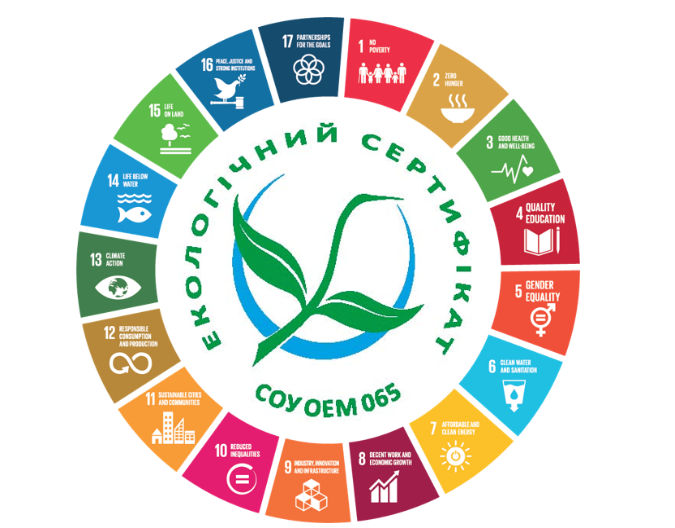 ЕКОЛОГІЧНИЙ СЕРТИФІКАТ
СОУ ОЕМ 065
1 NO
POVERTY
2 ZERO
HUNGER
3 GOOD HEALTH
AND WELL-BEING
4 QUALITY
EDUCATION
5 GENDER
EQUALITY
6 CLEAN WATER
AND SANITATION
7 AFFORDABLE AND
CLEAN ENERGY
8 DECENT WORK AND
ECONOMIC GROWTH
9 INDUSTRY, INNOVATION
AND INFRASTRUCTURE
10 REDUCED
INEQUALITIES
11 SUSTAINABLE CITIES
AND COMMUNITIES
12 RESPONSIBLE
CONSUMPTION
AND PRODUCTION
13 CLIMATE
ACTION
14 LIFE BELOW
WATER
15 LIFE
ON LAND
16 PEACE, JUSTICE AND
STRONG INSTITUTIONS
17 PARTNERSHIPS
FOR THE GOALS